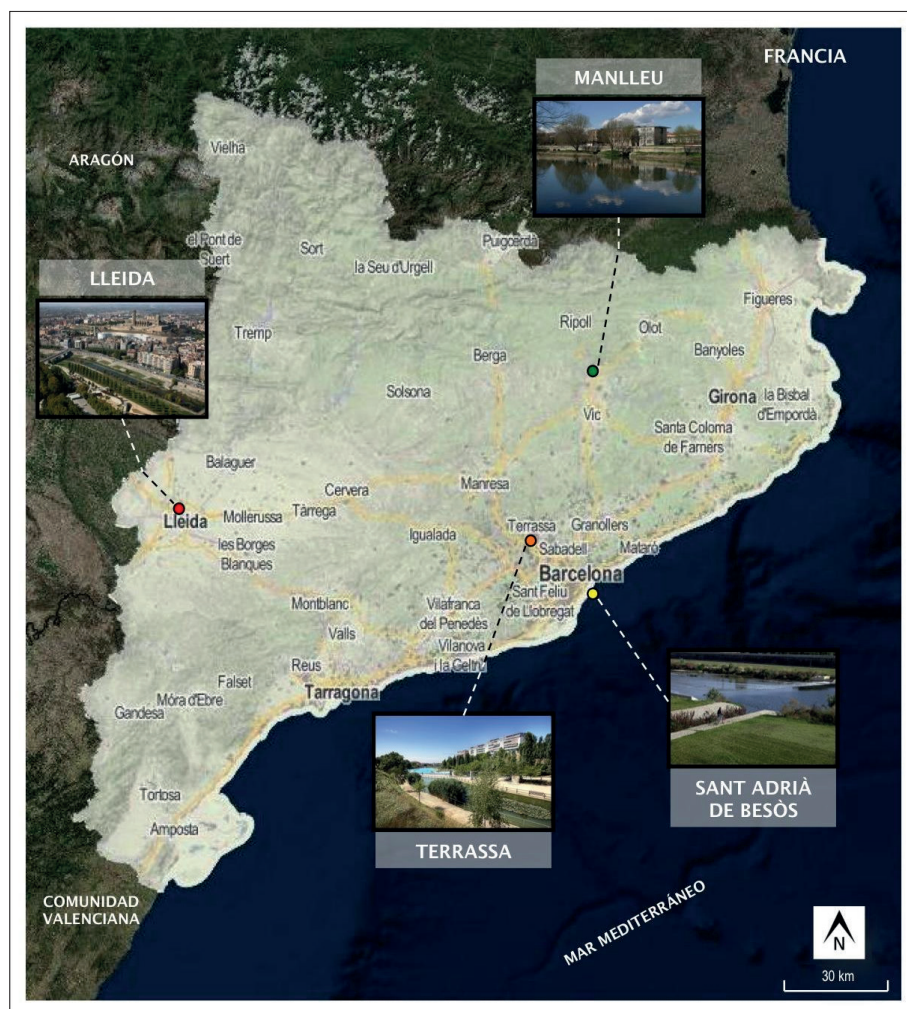 FRANCIA
MANLLEU
ARAGÓN
Vielha
el Pont de
Suert
Sort
la Seu d'Urgell
Puigcerdà
LLEIDA
Figueres
Tremp
Ripoll
Olot
Berga
Banyoles
Solsona
Girona
la Bisbal
d'Empordà
Vic
Santa Coloma
de Farners
Balaguer
Cervera
Manresa
Lleida
Mollerussa
Tàrrega
Igualada
Terrassa
Granollers
les Borges
Blanques
Sabadell
Mataró
Barcelona
Sant Feliu
de Llobregat
Montblanc
Vilafranca
del Penedès
Valls
Vilanova
i la Geltrú
Reus
Tarragona
Falset
Móra d'Ebre
Gandesa
Tortosa
Amposta
SANT ADRIÀ
DE BESÒS
TERRASSA
COMUNIDAD
VALENCIANA
MAR MEDITERRÁNEO
N
30 km